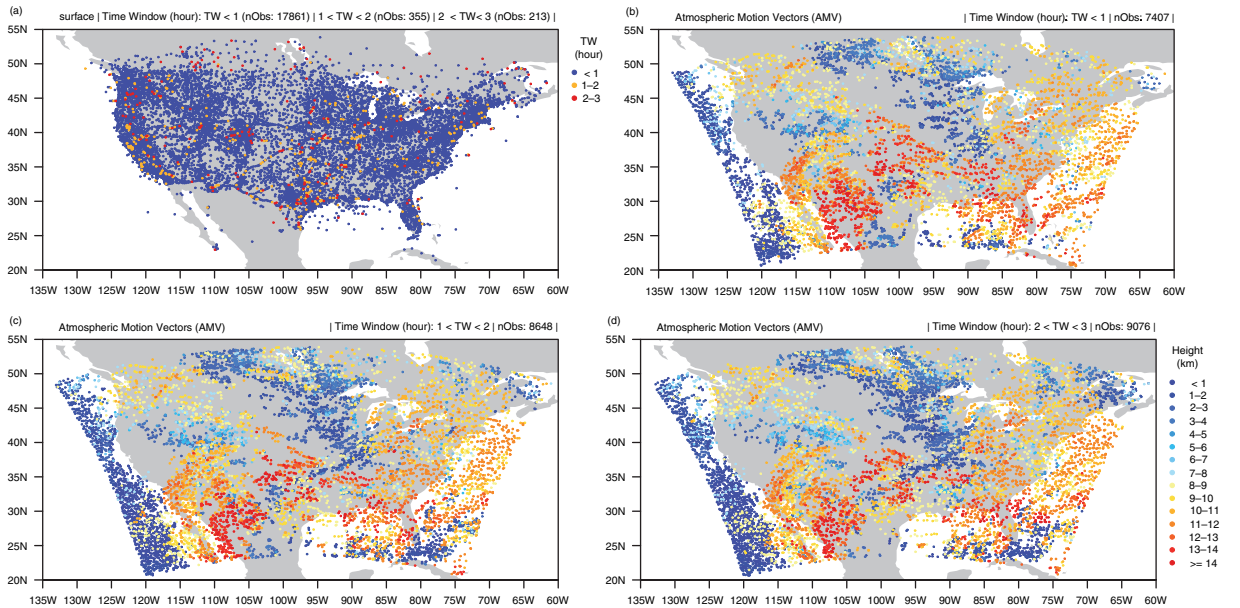 (a)
surface | Time Window (hour): TW < 1 (nObs: 17861) | 1 < TW < 2 (nObs: 355) | 2 < TW< 3 (nObs: 213) |
55N
50N
45N
40N
35N
30N
25N
20N
135W 130W 125W 120W 115W 110W 105W 100W 95W 90W 85W 80W 75W 70W 65W 60W
TW
(hour)
< 1
1–2
2–3
(b)
Atmospheric Motion Vectors (AMV) | Time Window (hour): TW < 1 | nObs: 7407 |
55N
50N
45N
40N
35N
30N
25N
20N
135W 130W 125W 120W 115W 110W 105W 100W 95W 90W 85W 80W 75W 70W 65W 60W
(c)
Atmospheric Motion Vectors (AMV) | Time Window (hour): 1 < TW < 2 | nObs: 8648 |
55N
50N
45N
40N
35N
30N
25N
20N
135W 130W 125W 120W 115W 110W 105W 100W 95W 90W 85W 80W 75W 70W 65W 60W
(d)
Atmospheric Motion Vectors (AMV) | Time Window (hour): 2 < TW < 3 | nObs: 9076 |
55N
50N
45N
40N
35N
30N
25N
20N
135W 130W 125W 120W 115W 110W 105W 100W 95W 90W 85W 80W 75W 70W 65W 60W
Height
(km)
< 1
1–2
2–3
3–4
4–5
5–6
6–7
7–8
8–9
9–10
10–11
11–12
12–13
13–14
>= 14